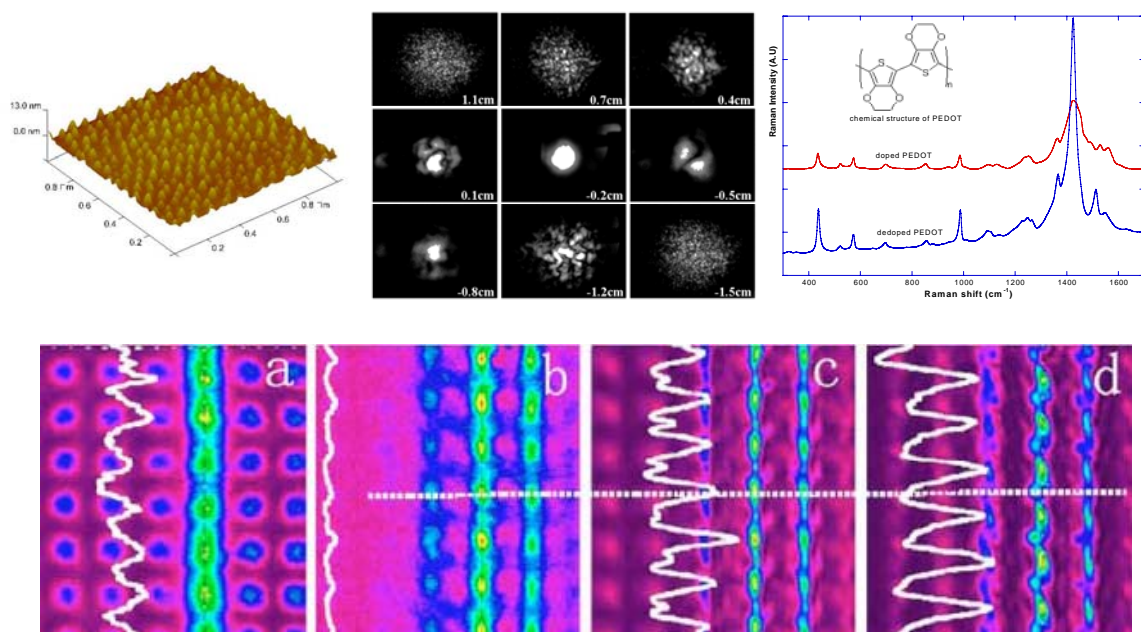 13.0 nm
0.0 nm
0.8
0.6
0.4
0.2
0.2
0.4
0.6
0.8
1.1cm
0.7cm
0.4cm
0.1cm
-0.2cm
-0.5cm
-0.8cm
-1.2cm
-1.5cm
Raman Intensity (A.U)
O
O
S
S
O
O
n
chemical structure of PEDOT
doped PEDOT
dedoped PEDOT
400
600
800
1000
1200
1400
1600
Raman shift (cm⁻¹)
a
b
c
d